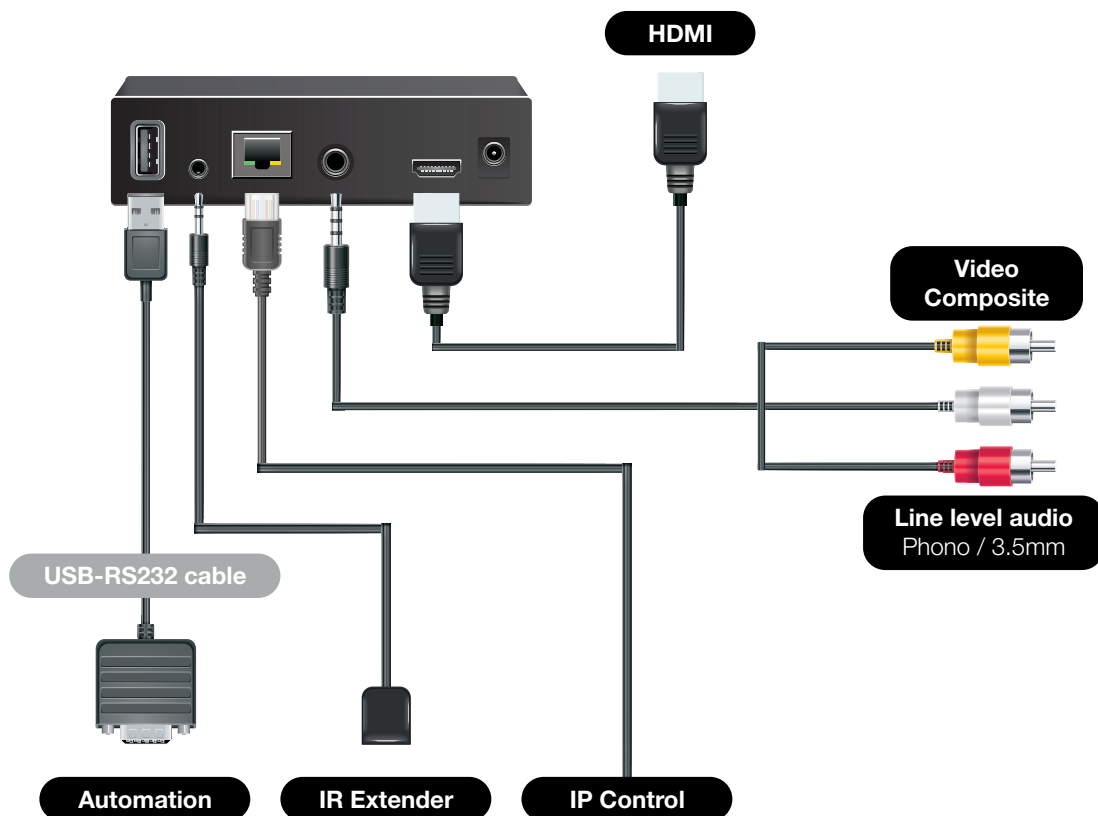 HDMI
Video
Composite
Line level audio
Phono / 3.5mm
USB-RS232 cable
Automation
IR Extender
IP Control